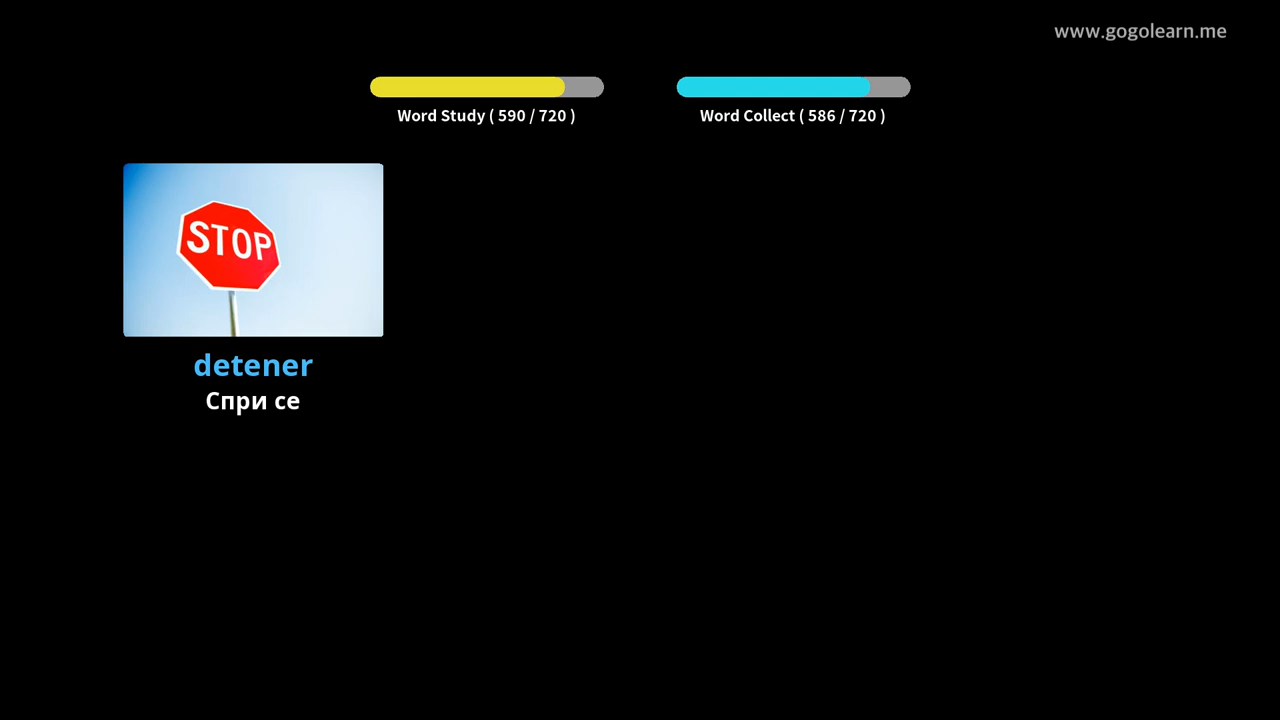 www.gogolearn.me
Word Study ( 590 / 720 )
Word Collect ( 586 / 720 )
STOP
detener
Спри се